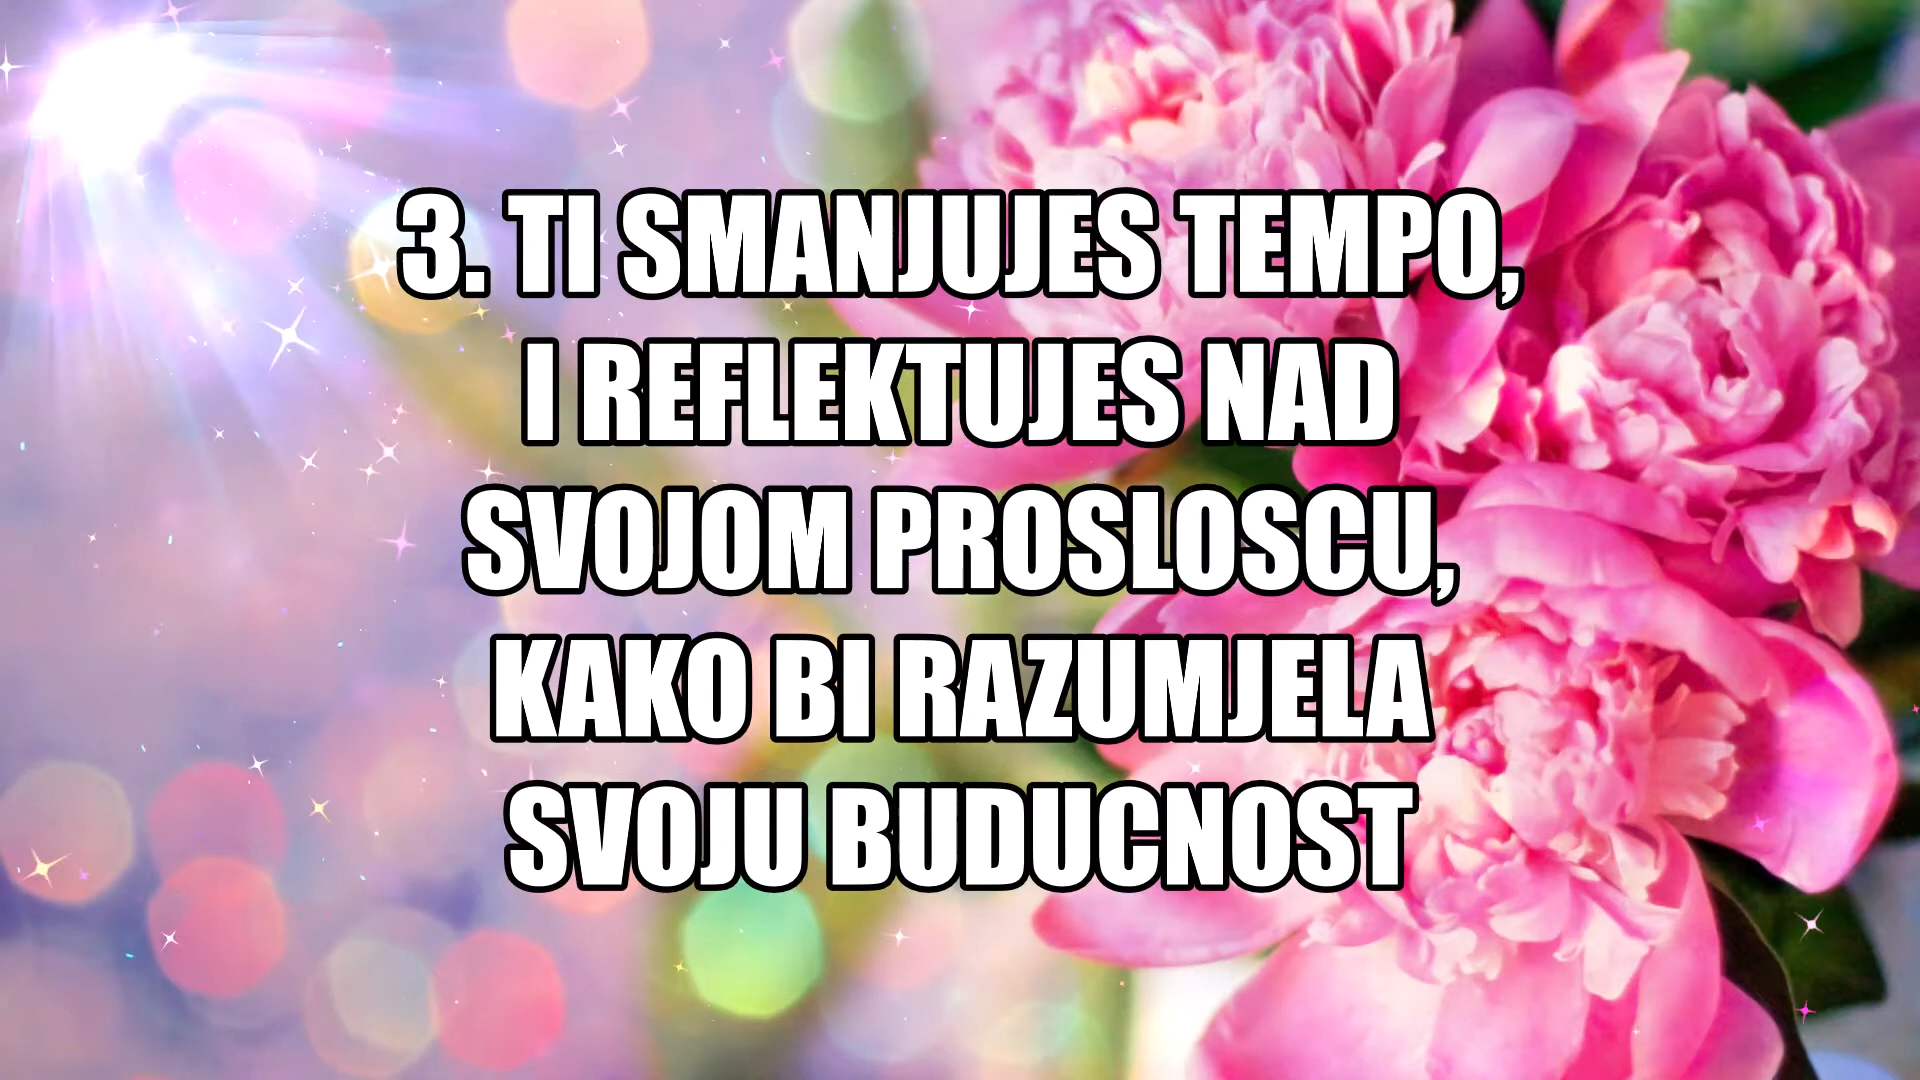 3. TI SMANJUJES TEMPO,
I REFLEKTUJES NAD
SVOJOM PROSLOSCU,
KAKO BI RAZUMJELA
SVOJU BUDUCNOST